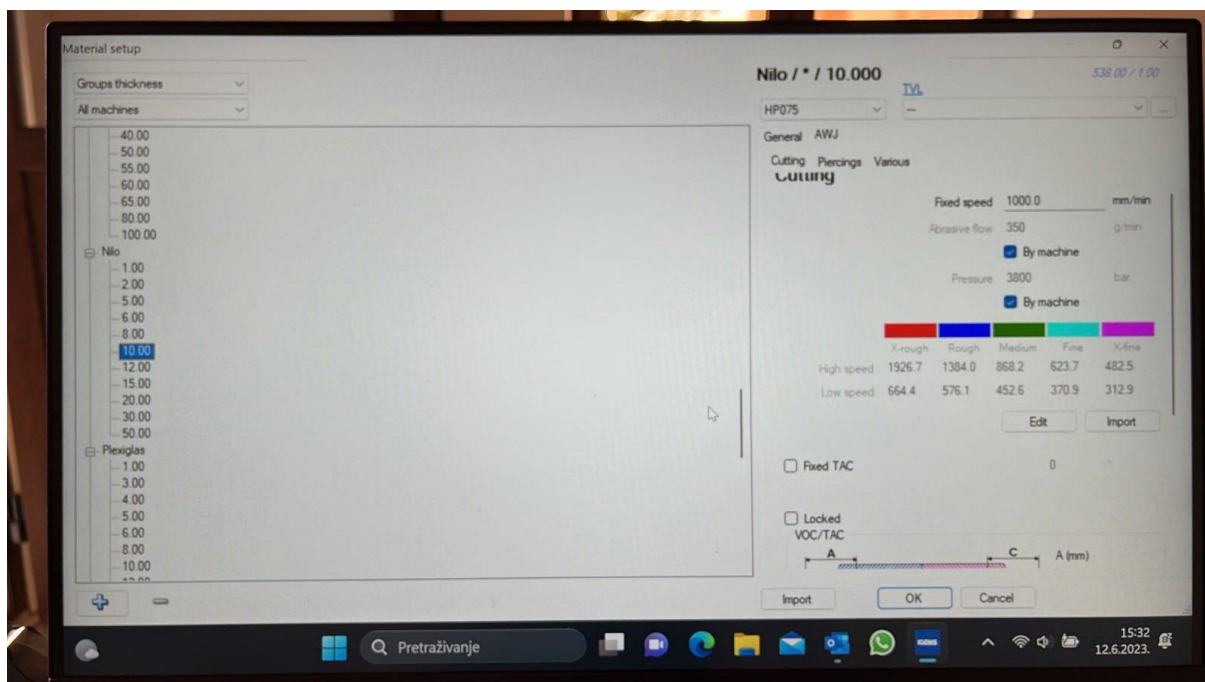 Material setup
Groups thickness
All machines
40.00
50.00
55.00
60.00
65.00
80.00
100.00
Nilo
1.00
2.00
5.00
6.00
8.00
10.00
12.00
15.00
20.00
30.00
50.00
Plexiglas
1.00
3.00
4.00
5.00
6.00
8.00
10.00
Nilo / * / 10.000
538.00 / 1.00
TVL
HP075
–
...
General AWJ
Cutting Piercings Various
Cutting
Fixed speed 1000.0 mm/min
Abrasive flow 350 g/min
By machine
Pressure 3800 bar
By machine
X-rough Rough Medium Fine X-fine
High speed 1926.7 1384.0 868.2 623.7 482.5
Low speed 664.4 576.1 452.6 370.9 312.9
Edit Import
Fixed TAC 0
Locked
VOC/TAC
A C A (mm)
Import OK Cancel
Pretraživanje
15:32
12.6.2023.